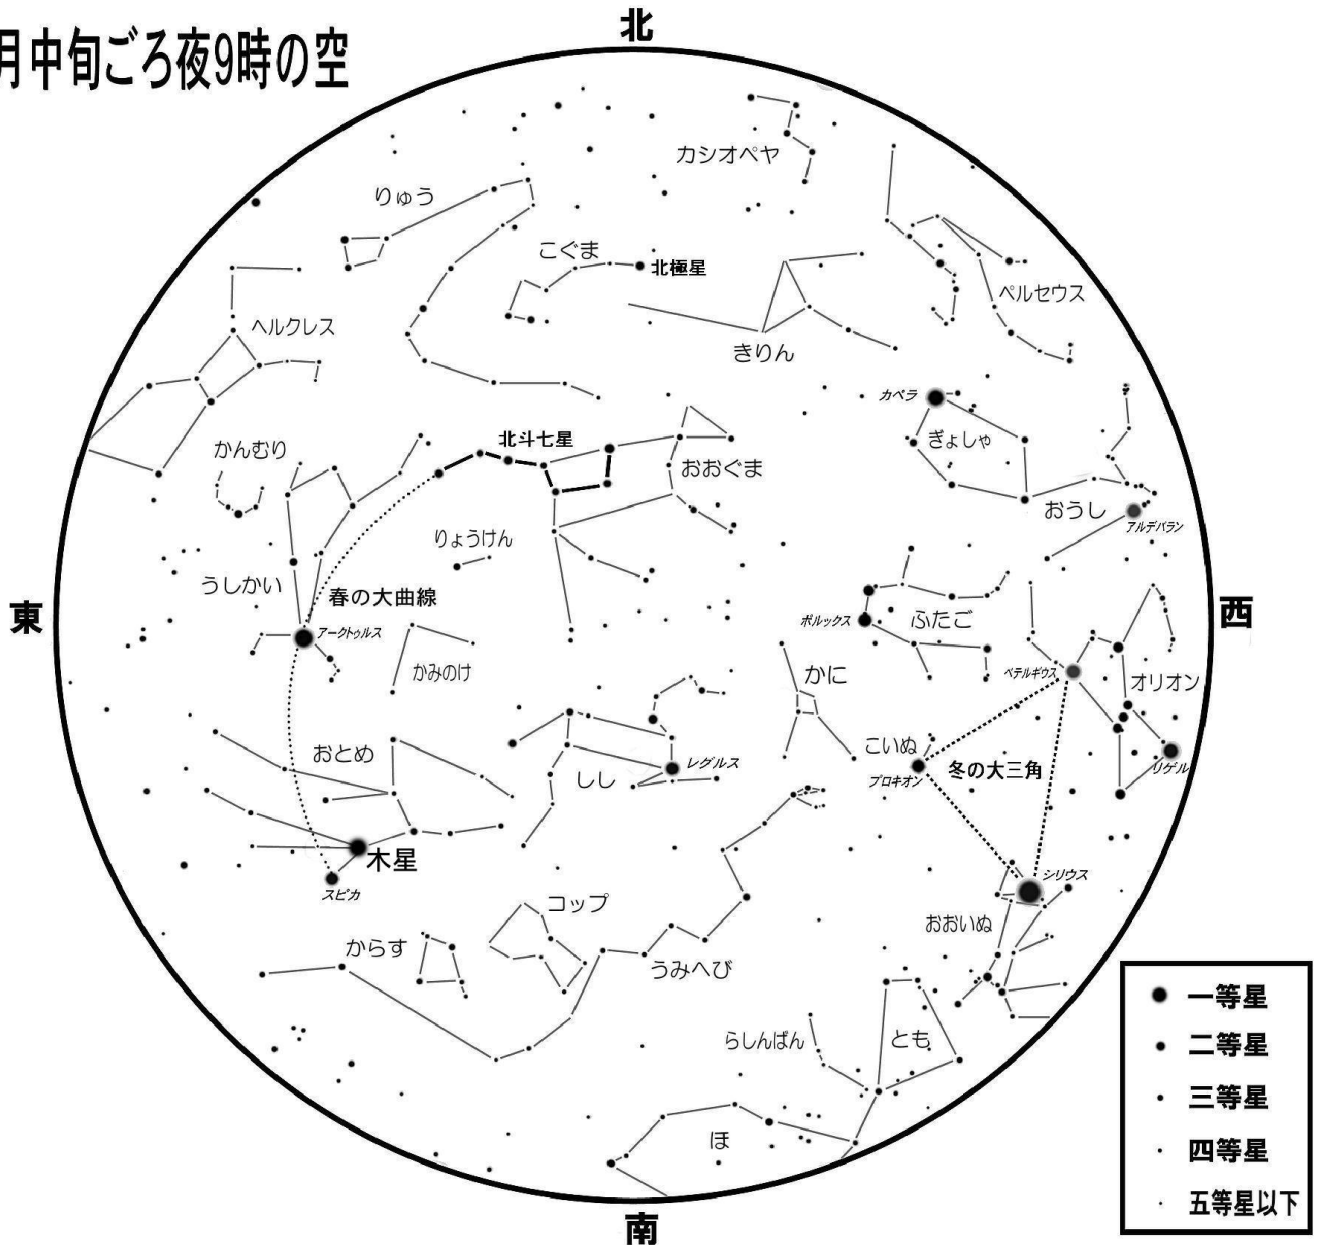 月中旬ごろ夜9時の空
北
カシオペヤ
りゅう
こぐま
北極星
ペルセウス
ヘルクレス
きりん
カペラ
ぎょしゃ
かんむり
北斗七星
おおぐま
おうし
アルデバラン
りょうけん
うしかい
春の大曲線
東
西
アークトゥルス
ポルックス
ふたご
かみのけ
かに
ベテルギウス
オリオン
おとめ
しし
レグルス
こいぬ
プロキオン
冬の大三角
リゲル
木星
スピカ
シリウス
コップ
おおいぬ
からす
うみへび
らしんばん
とも
ほ
南
一等星
二等星
三等星
四等星
五等星以下